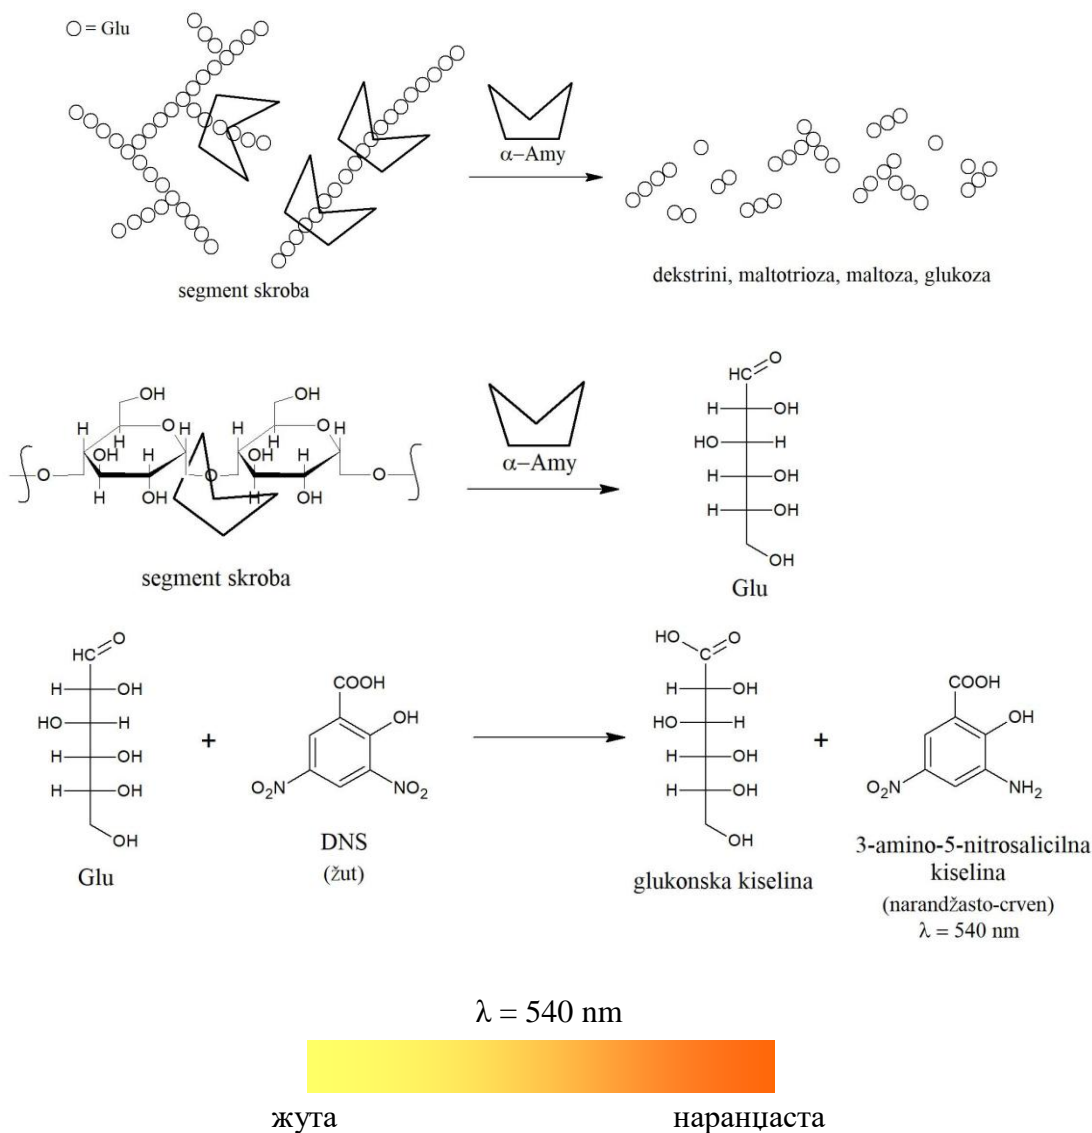 = Glu
α−Amy
segment skroba
dekstrini, maltotrioza, maltoza, glukoza
OH OH
H H O H H H O H
O OH H O OH H O
H OH H OH
segment skroba
α−Amy
HC O
H OH
HO H
H OH
H OH
OH
Glu
HC O
H OH
HO H
H OH
H OH
OH
Glu
+
COOH
OH
O₂N NO₂
DNS
(žut)
HO C O
H OH
HO H
H OH
H OH
OH
glukonska kiselina
+
COOH
OH
O₂N NH₂
3-amino-5-nitrosalicilna
kiselina
(narandžasto-crven)
λ = 540 nm
λ = 540 nm
жута наранџаста